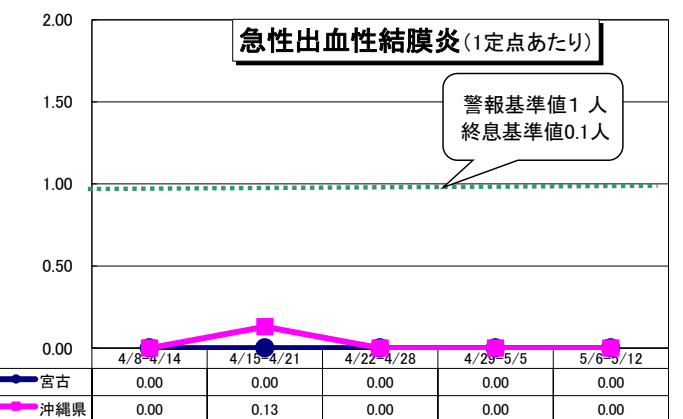 急性出血性結膜炎(1定点あたり)
警報基準値1 人
終息基準値0.1人
2.00
1.50
1.00
0.50
0.00
4/8-4/14 4/15-4/21 4/22-4/28 4/29-5/5 5/6-5/12
宮古 0.00 0.00 0.00 0.00 0.00
沖縄県 0.00 0.13 0.00 0.00 0.00